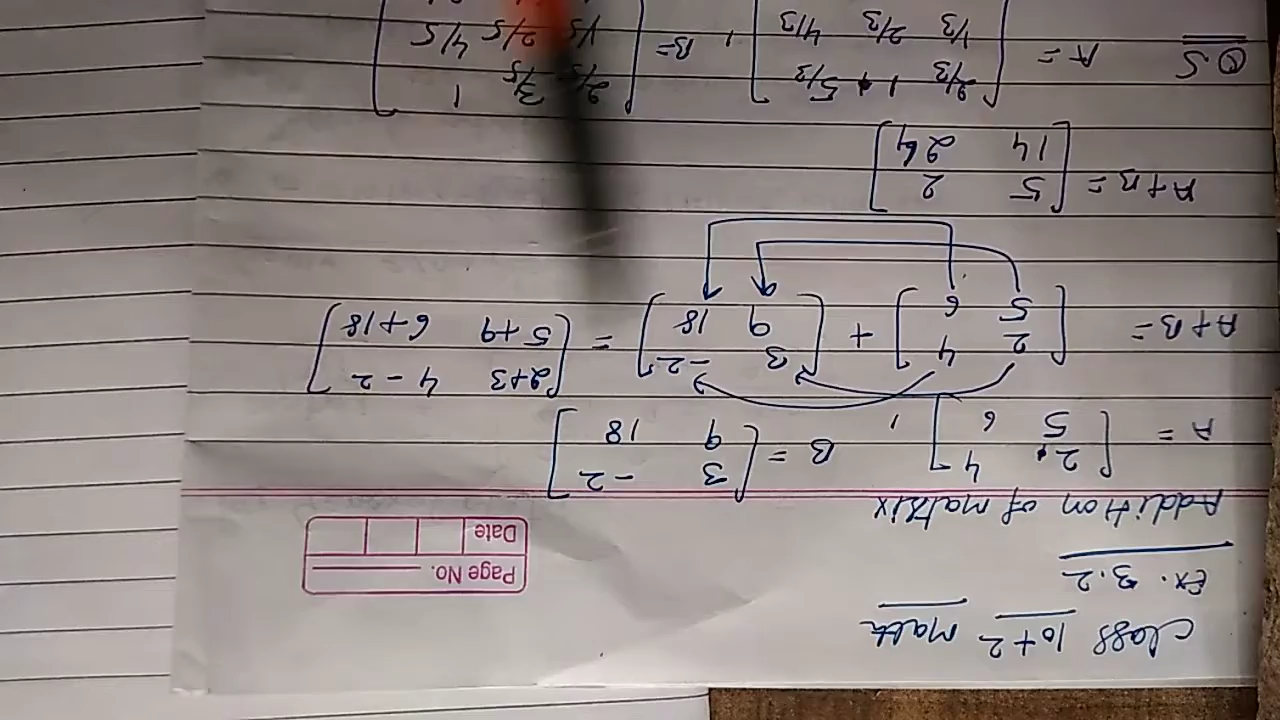 Class 10+2 Math
Ex. 3.2
Page No.
Date
Addition of matrix
A = [ 2 4
5 6 ] , B = [ 3 -2
9 18 ]
A+B = [ 2 4
5 6 ] + [ 3 -2
9 18 ] = [ 2+3 4-2
5+9 6+18 ]
A+B = [ 5 2
14 24 ]
Q.5 A = [ 2/3 1 5/3
1/3 2/3 4/3 ] , B = [ 2/5 3/5 1
1/5 2/5 4/5